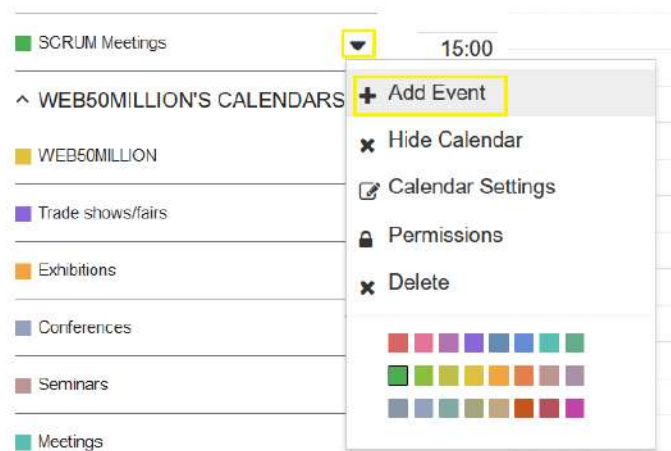 SCRUM Meetings
15:00
WEB50MILLION'S CALENDARS
Add Event
WEB50MILLION
Hide Calendar
Calendar Settings
Trade shows/fairs
Permissions
Exhibitions
Delete
Conferences
Seminars
Meetings